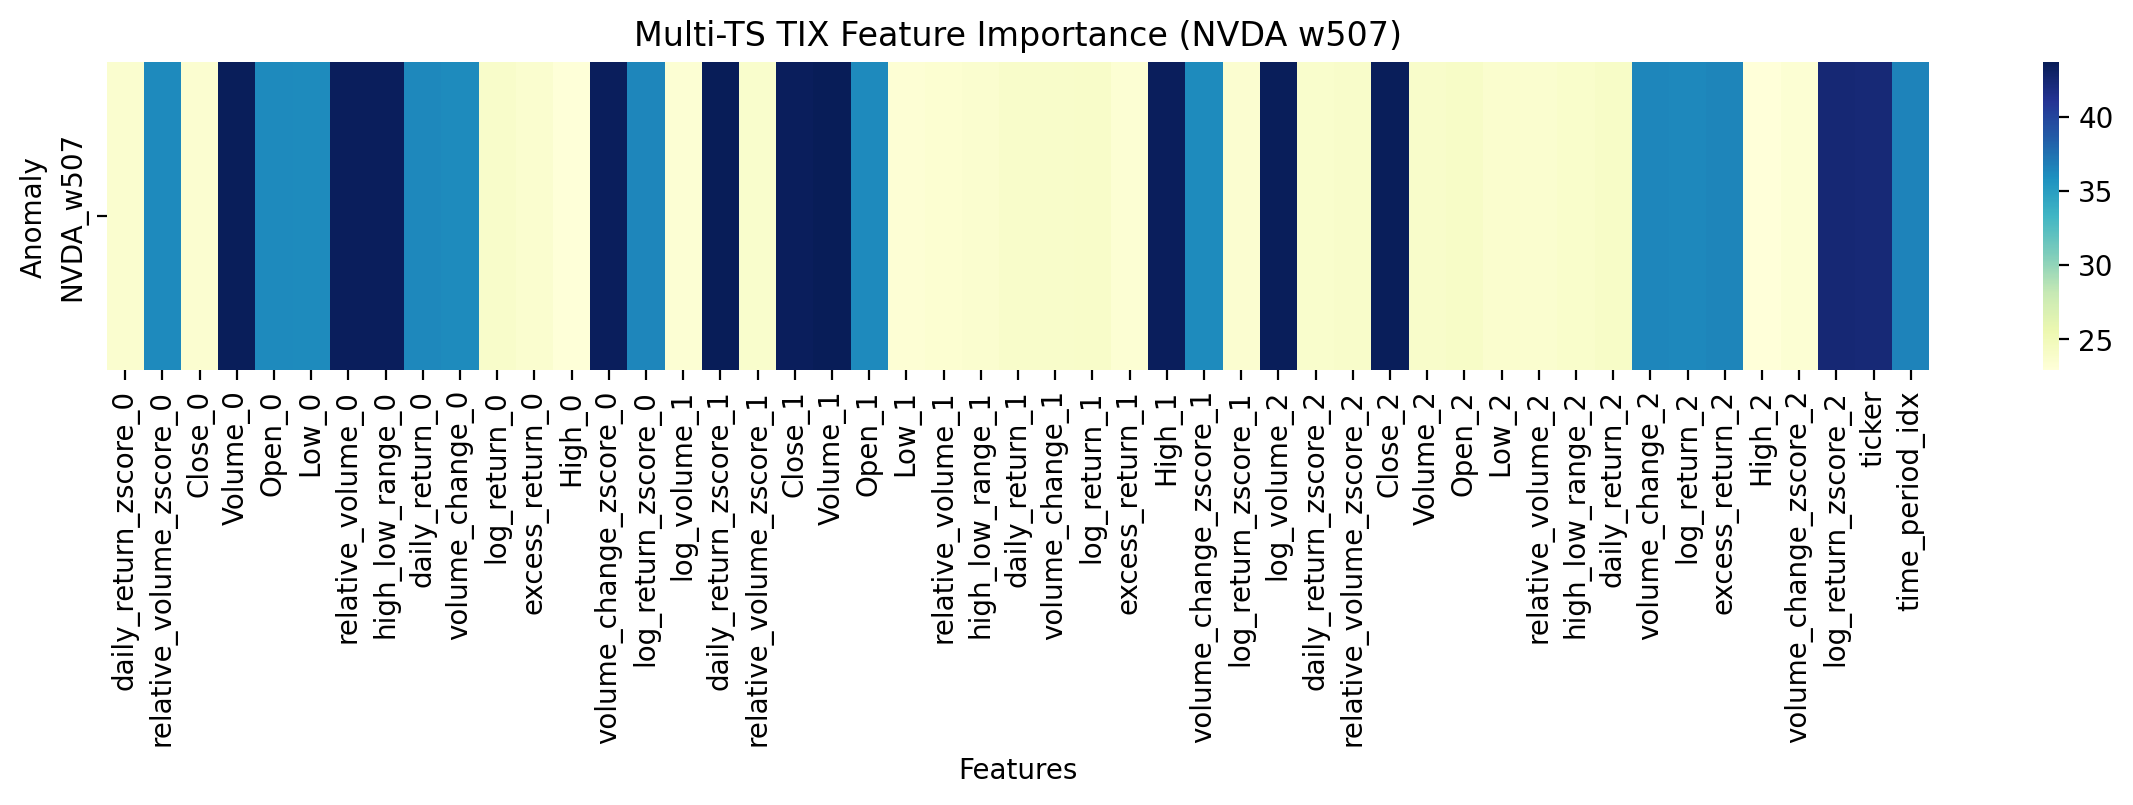 Multi-TS TIX Feature Importance (NVDA w507)
Anomaly
NVDA_w507
40
35
30
25
daily_return_zscore_0
relative_volume_zscore_0
Close_0
Volume_0
Open_0
Low_0
relative_volume_0
high_low_range_0
daily_return_0
volume_change_0
log_return_0
excess_return_0
High_0
volume_change_zscore_0
log_return_zscore_0
log_volume_1
daily_return_zscore_1
relative_volume_zscore_1
Close_1
Volume_1
Open_1
Low_1
relative_volume_1
high_low_range_1
daily_return_1
volume_change_1
log_return_1
excess_return_1
High_1
volume_change_zscore_1
log_return_zscore_1
log_volume_2
daily_return_zscore_2
relative_volume_zscore_2
Close_2
Volume_2
Open_2
Low_2
relative_volume_2
high_low_range_2
daily_return_2
volume_change_2
log_return_2
excess_return_2
High_2
volume_change_zscore_2
log_return_zscore_2
ticker
time_period_idx
Features